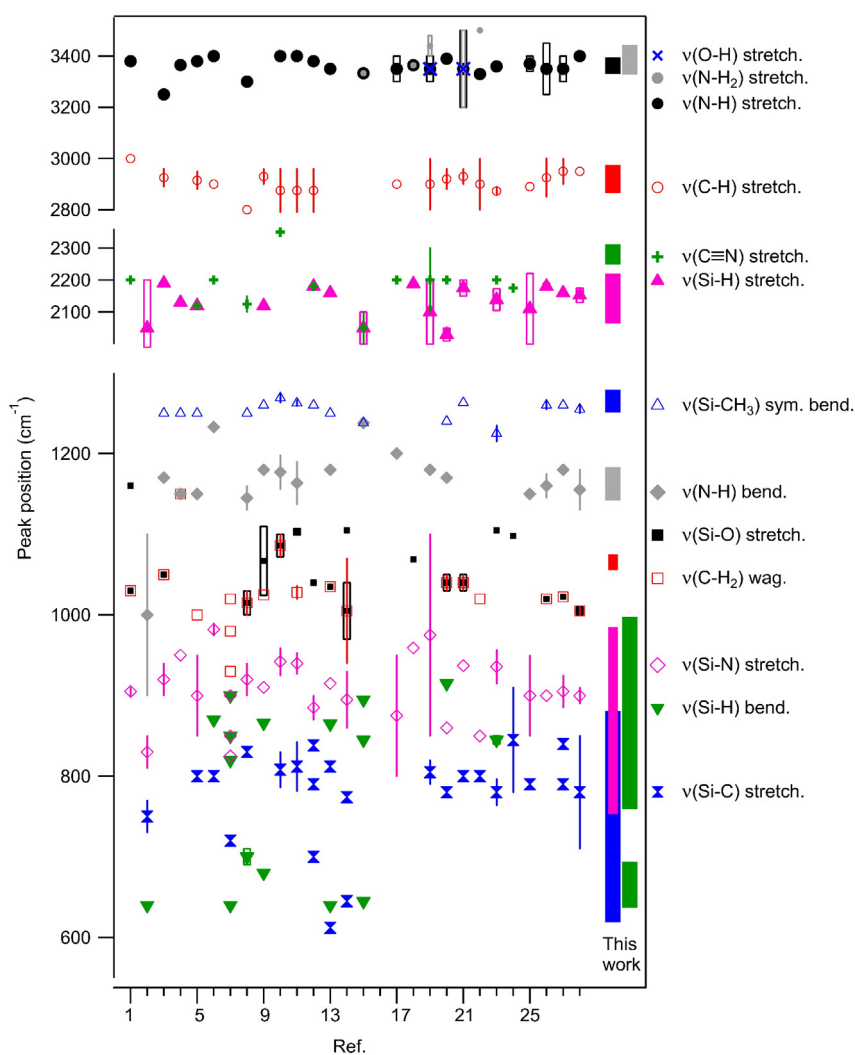 3400
3200
3000
2800
2300
2200
2100
1200
1000
800
600
Peak position (cm-1)
ν(O-H) stretch.
ν(N-H2) stretch.
ν(N-H) stretch.
ν(C-H) stretch.
ν(C≡N) stretch.
ν(Si-H) stretch.
ν(Si-CH3) sym. bend.
ν(N-H) bend.
ν(Si-O) stretch.
ν(C-H2) wag.
ν(Si-N) stretch.
ν(Si-H) bend.
ν(Si-C) stretch.
This
work
1 5 9 13 17 21 25
Ref.